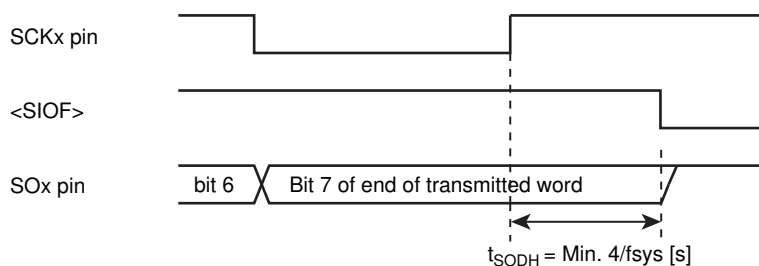 SCKx pin
<SIOF>
SOx pin
bit 6
Bit 7 of end of transmitted word
tSODH = Min. 4/fsys [s]